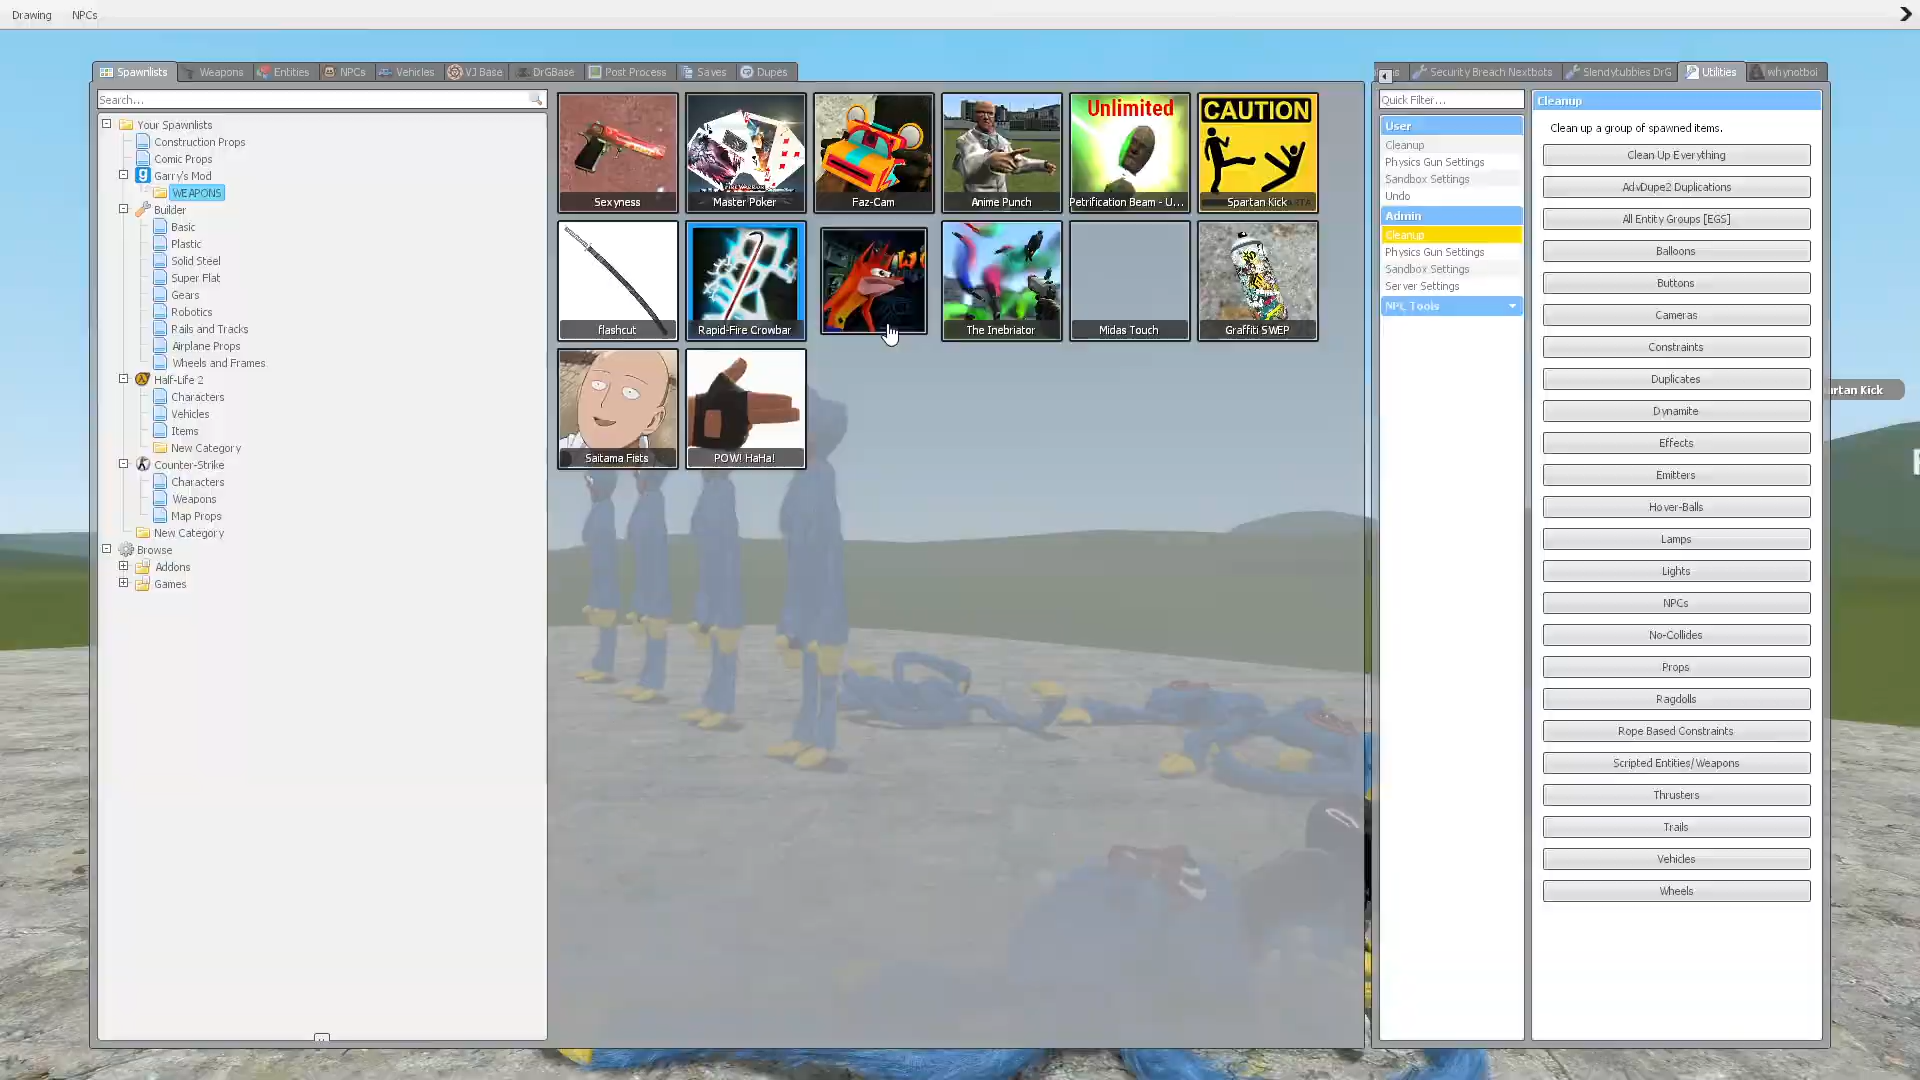 Drawing NPCs
Spawnlists Weapons Entities NPCs Vehicles VJ Base DrGBase Post Process Saves Dupes
Security Breach Nextbots Slendytubbies DrG Utilities whynotboi
Search...
Your Spawnlists
Construction Props
Comic Props
Garry's Mod
WEAPONS
Builder
Basic
Plastic
Solid Steel
Super Flat
Gears
Robotics
Rails and Tracks
Airplane Props
Wheels and Frames
Half-Life 2
Characters
Vehicles
Items
New Category
Counter-Strike
Characters
Weapons
Map Props
New Category
Browse
Addons
Games
Unlimited
CAUTION
Sexyness Master Poker Faz-Cam Anime Punch Petrification Beam - U... Spartan Kick
flashcut Rapid-Fire Crowbar The Inebriator Midas Touch Graffiti SWEP
Saitama Fists POW! HaHa!
Quick Filter...
User
Cleanup
Physics Gun Settings
Sandbox Settings
Undo
Admin
Cleanup
Physics Gun Settings
Sandbox Settings
Server Settings
NPL Tools
Cleanup
Clean up a group of spawned items.
Clean Up Everything
AdvDupe2 Duplications
All Entity Groups [EGS]
Balloons
Buttons
Cameras
Constraints
Duplicates
Dynamite
Effects
Emitters
Hover-Balls
Lamps
Lights
NPCs
No-Collides
Props
Ragdolls
Rope Based Constraints
Scripted Entities/Weapons
Thrusters
Trails
Vehicles
Wheels
artan Kick